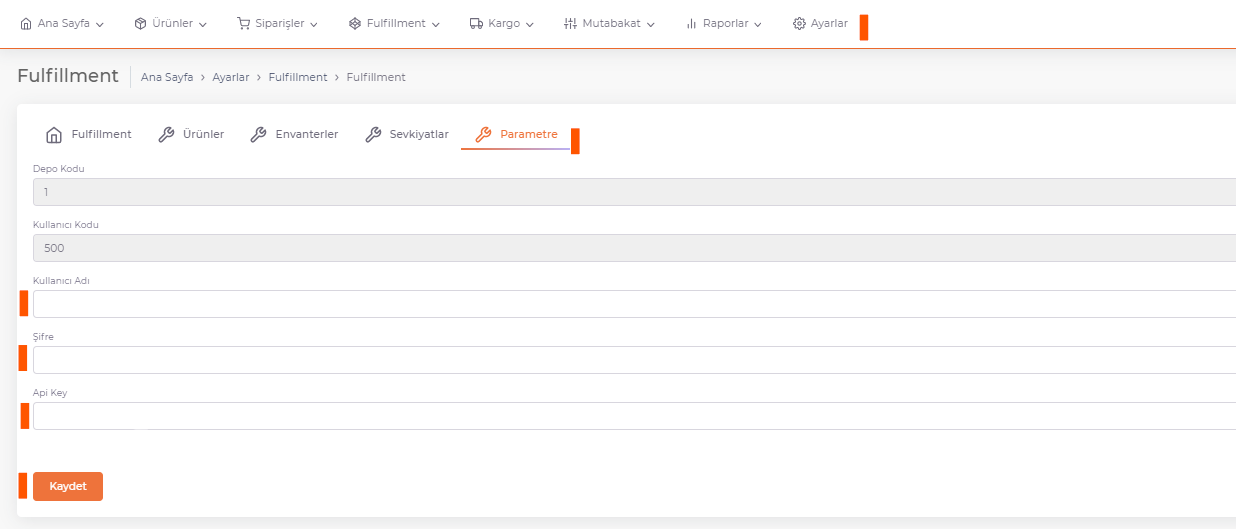 Ana Sayfa Ürünler Siparişler Fulfillment Kargo Mutabakat Raporlar Ayarlar
Fulfillment Ana Sayfa > Ayarlar > Fulfillment > Fulfillment
Fulfillment Ürünler Envanterler Sevkiyatlar Parametre
Depo Kodu
1
Kullanıcı Kodu
500
Kullanıcı Adı
Şifre
Api Key
Kaydet